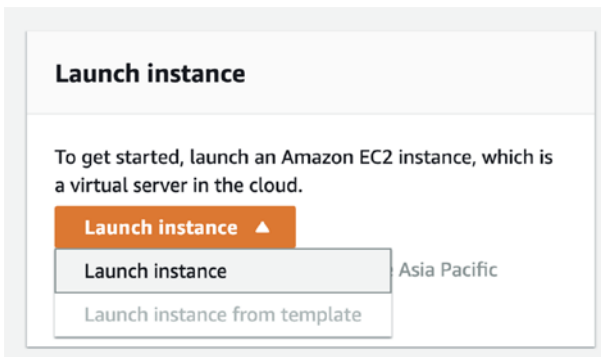 Launch instance
To get started, launch an Amazon EC2 instance, which is
a virtual server in the cloud.
Launch instance ▲
Launch instance
Asia Pacific
Launch instance from template